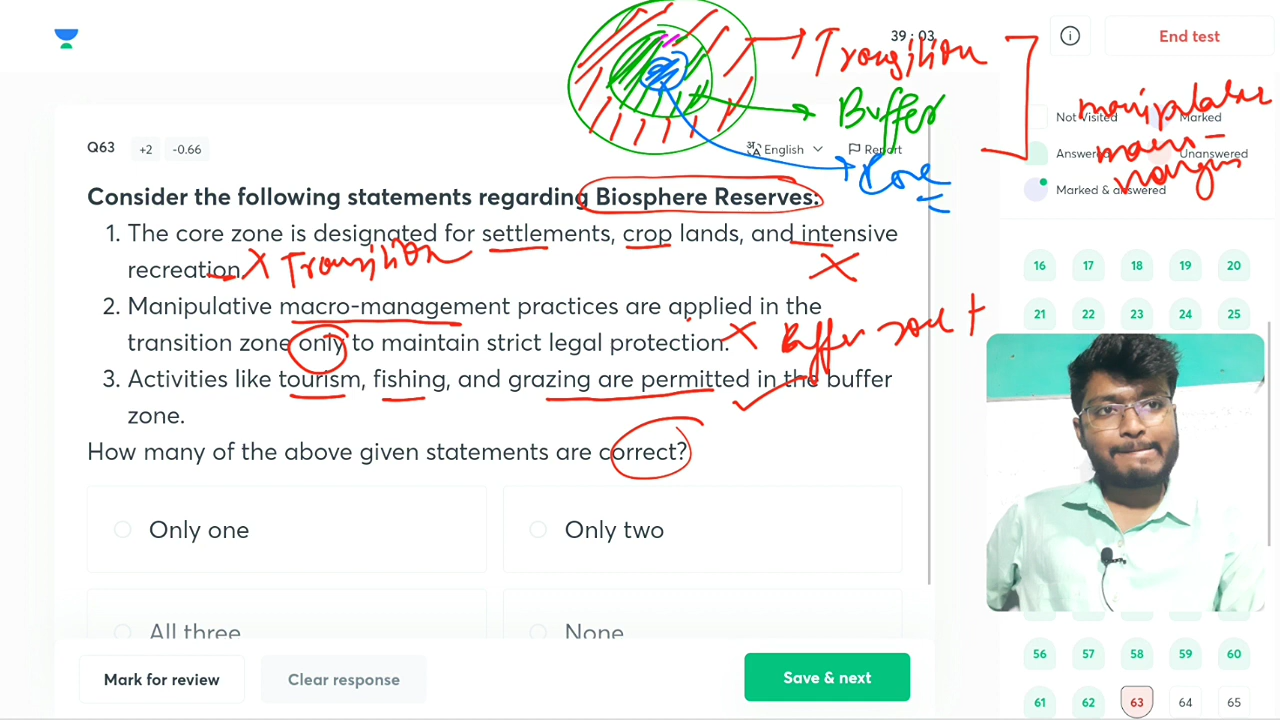 39:03
End test
Transition
Buffer
Core
Not Visited
Marked
Answered
Unanswered
Marked & answered
Q63
+2
-0.66
English
Report
Consider the following statements regarding Biosphere Reserves:
1. The core zone is designated for settlements, crop lands, and intensive
recreation. X Transition X
2. Manipulative macro-management practices are applied in the
transition zone only to maintain strict legal protection. X Buffer zone +
3. Activities like tourism, fishing, and grazing are permitted in the buffer
zone.
How many of the above given statements are correct?
Only one
Only two
All three
None
Mark for review
Clear response
Save & next
16 17 18 19 20
21 22 23 24 25
56 57 58 59 60
61 62 63 64 65